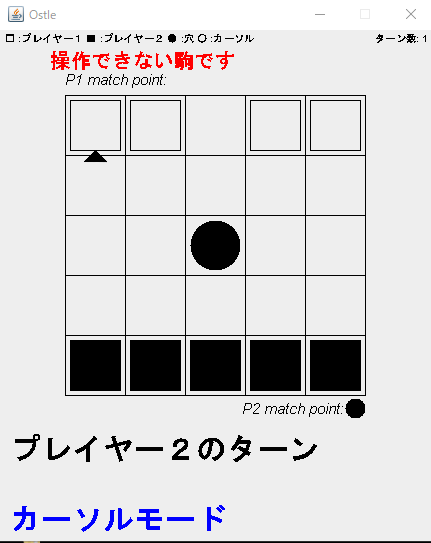 Ostle
□ :プレイヤー１ ■ :プレイヤー２ ● :穴 ○ :カーソル
ターン数: 1
操作できない駒です
P1 match point:
P2 match point:
プレイヤー２のターン
カーソルモード